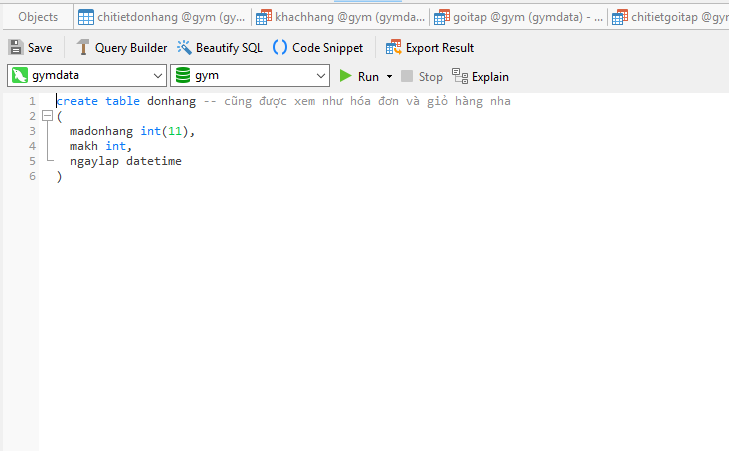 Objects chitietdonhang @gym (gy... khachhang @gym (gymda... goitap @gym (gymdata) - ... chitietgoitap @gym
Save Query Builder Beautify SQL Code Snippet Export Result
gymdata gym Run Stop Explain
1 create table donhang -- cũng được xem như hóa đơn và giỏ hàng nha
2 (
3 madonhang int(11),
4 makh int,
5 ngaylap datetime
6 )